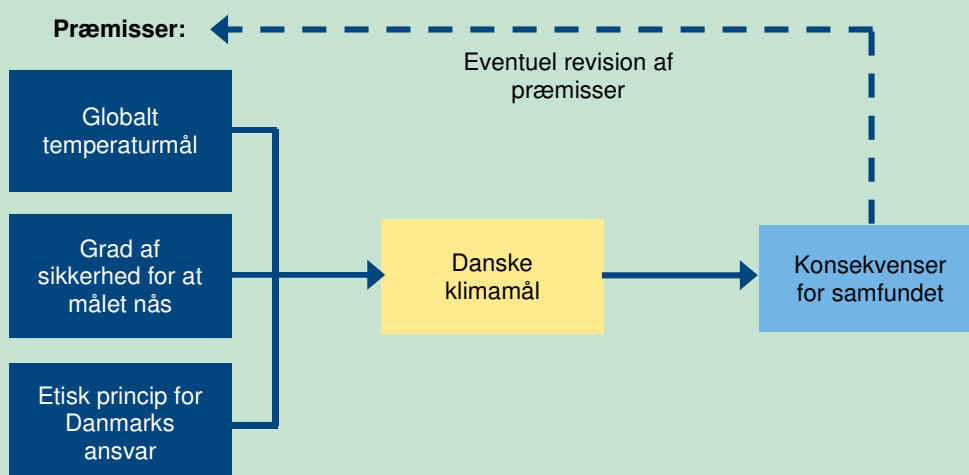 Præmisser:
Eventuel revision af
præmisser
Globalt
temperaturmål
Grad af
sikkerhed for at
målet nås
Danske
klimamål
Konsekvenser
for samfundet
Etisk princip for
Danmarks
ansvar